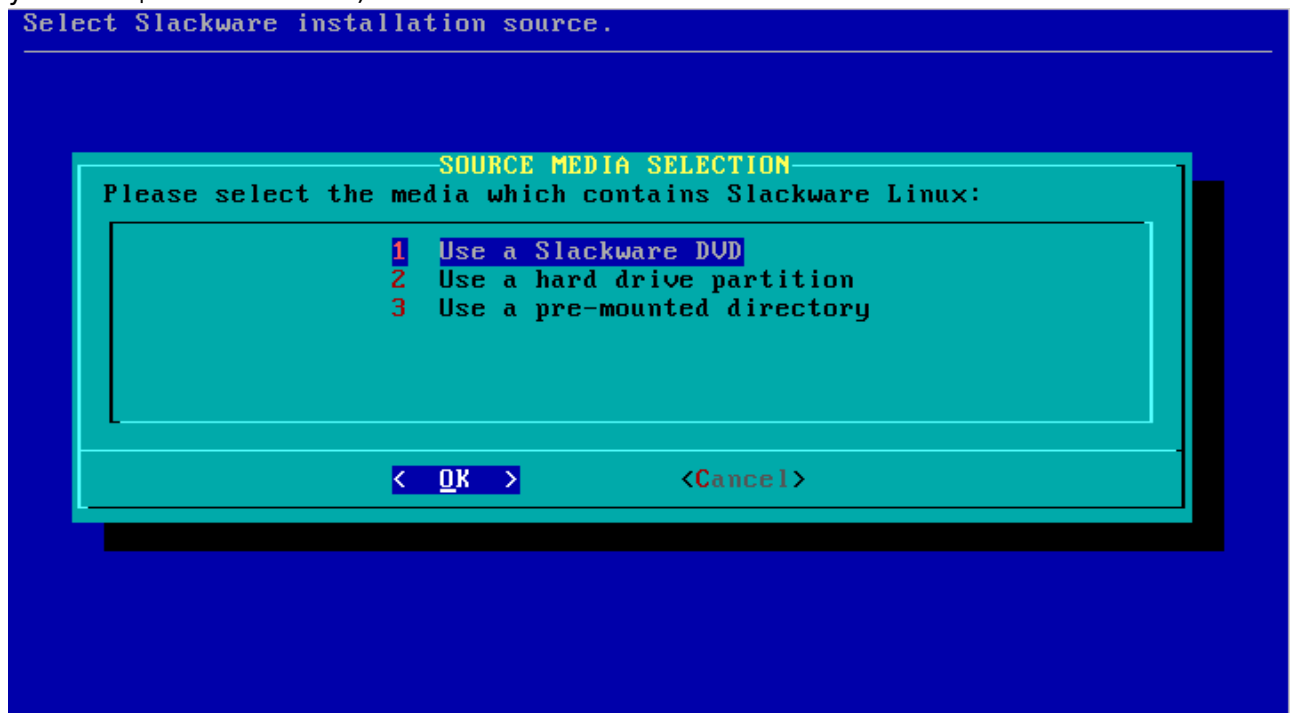 Select Slackware installation source.
SOURCE MEDIA SELECTION
Please select the media which contains Slackware Linux:
1 Use a Slackware DVD
2 Use a hard drive partition
3 Use a pre-mounted directory
< OK > <Cancel>